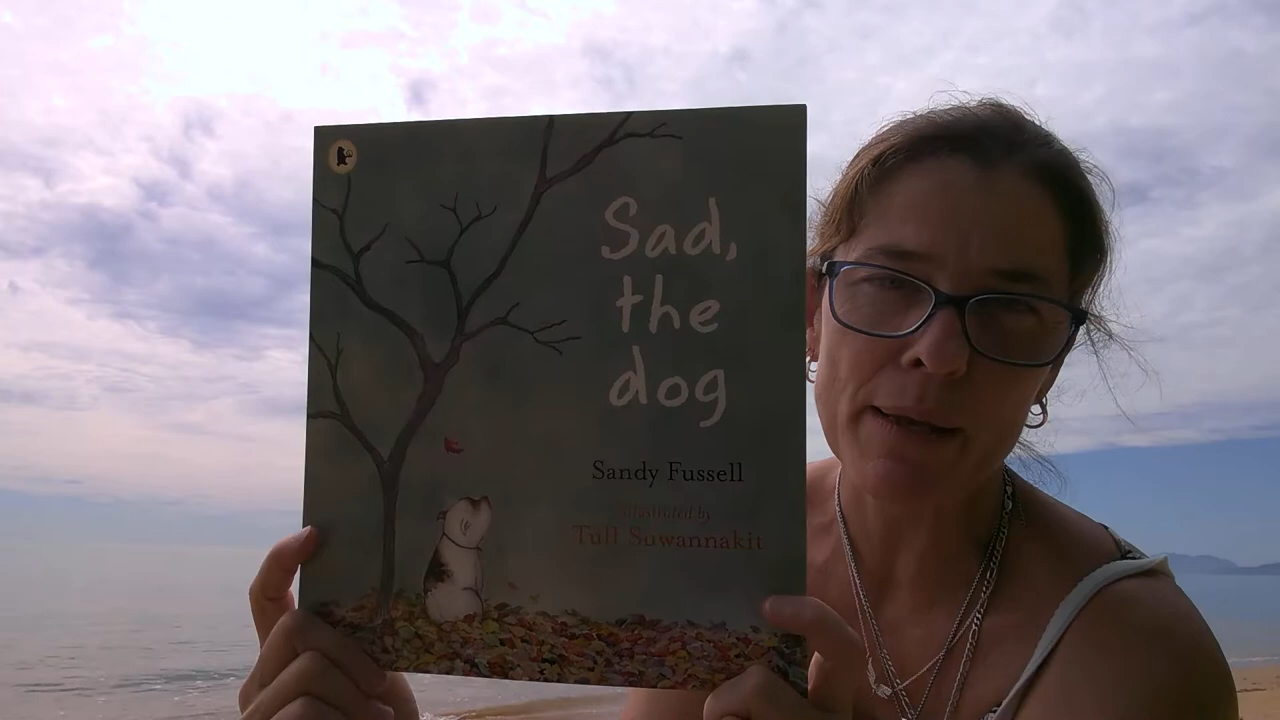 Sad,
the
dog
Sandy Fussell
illustrated by
Tull Suwannakit